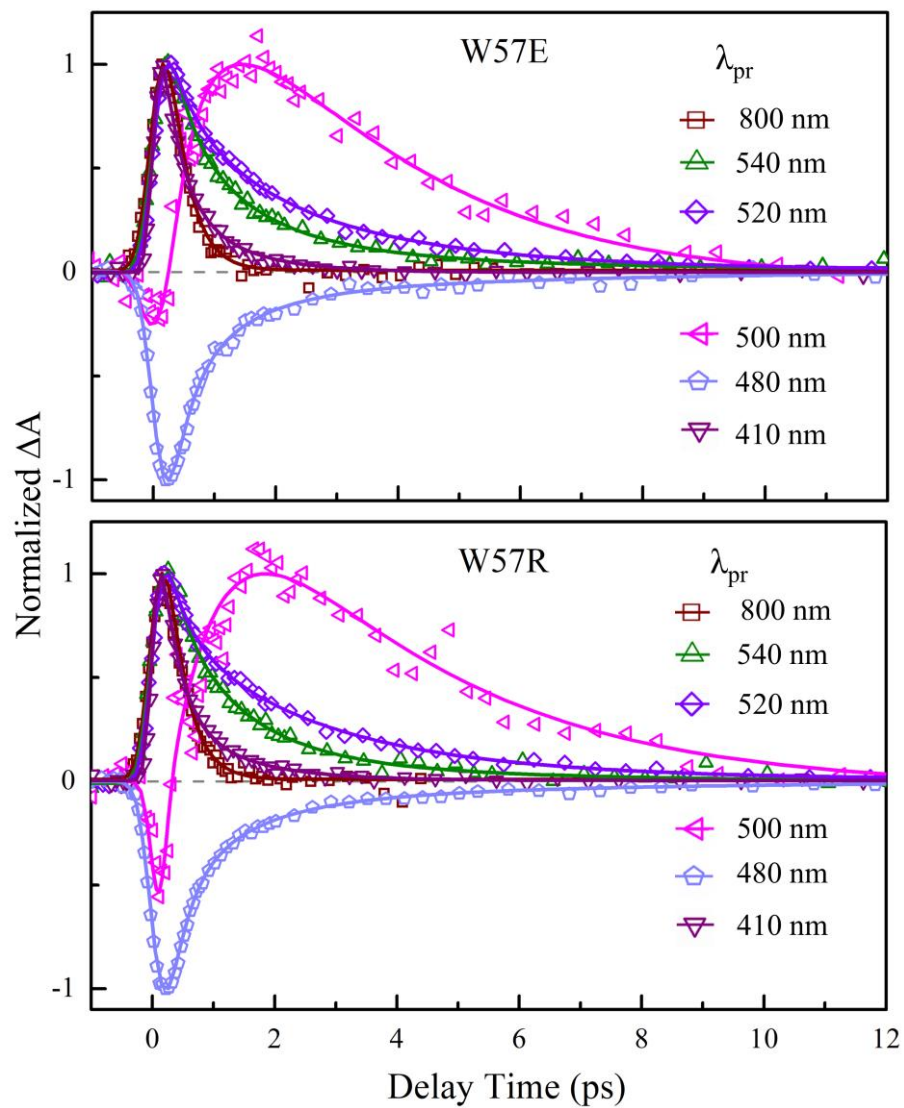 W57E
λpr
800 nm
540 nm
520 nm
500 nm
480 nm
410 nm
1
0
-1
W57R
λpr
800 nm
540 nm
520 nm
500 nm
480 nm
410 nm
1
0
-1
0 2 4 6 8 10 12
Normalized ΔA
Delay Time (ps)